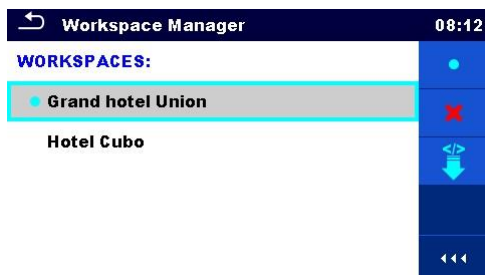 Workspace Manager 08:12
WORKSPACES:
Grand hotel Union
Hotel Cubo
</>